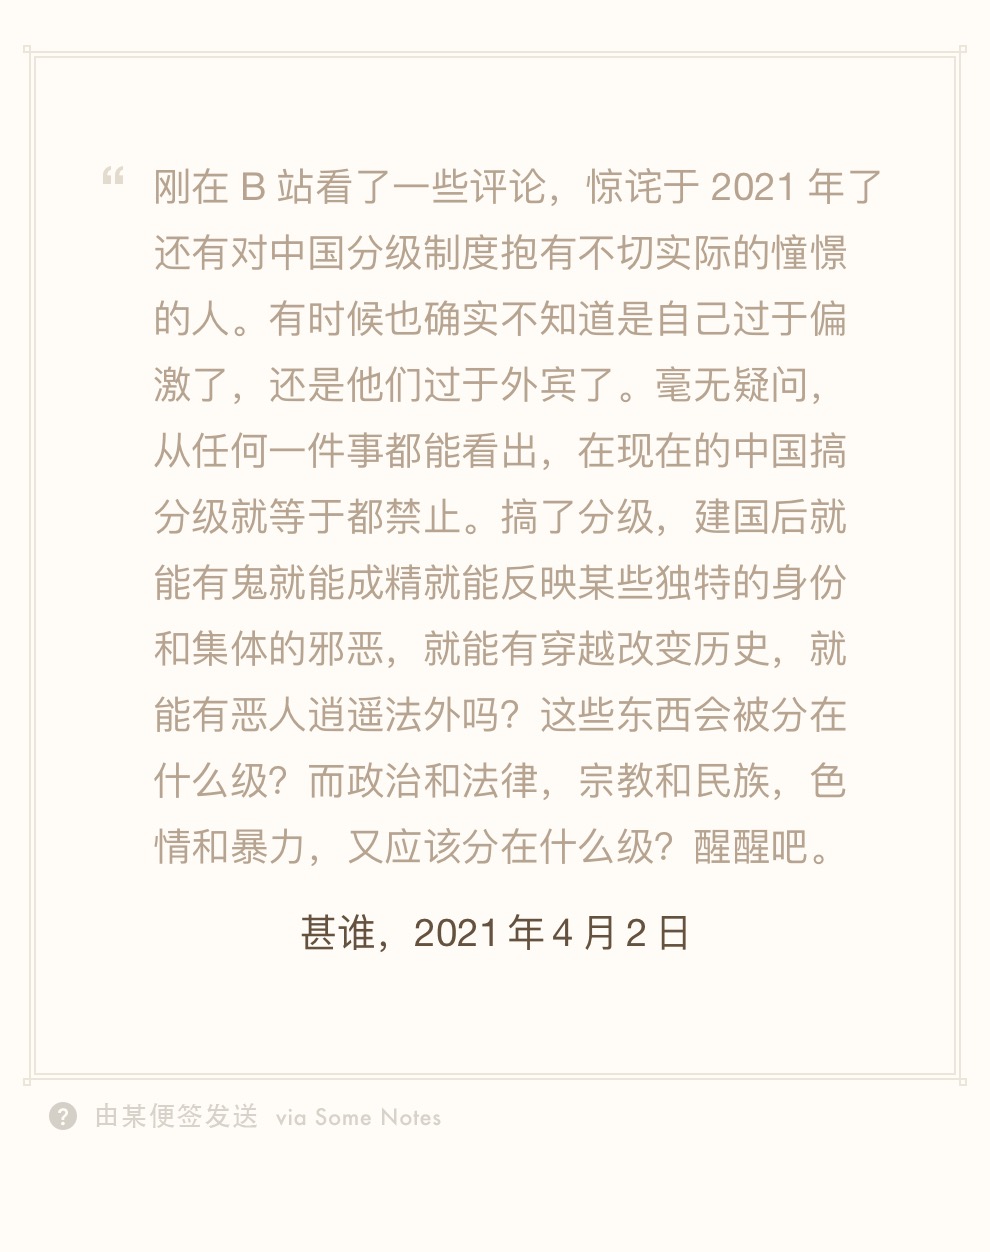 “ 刚在 B 站看了一些评论，惊诧于 2021 年了
还有对中国分级制度抱有不切实际的憧憬
的人。有时候也确实不知道是自己过于偏
激了，还是他们过于外宾了。毫无疑问，
从任何一件事都能看出，在现在的中国搞
分级就等于都禁止。搞了分级，建国后就
能有鬼就能成精就能反映某些独特的身份
和集体的邪恶，就能有穿越改变历史，就
能有恶人逍遥法外吗？这些东西会被分在
什么级？而政治和法律，宗教和民族，色
情和暴力，又应该分在什么级？醒醒吧。
甚谁，2021 年 4 月 2 日
? 由某便签发送 via Some Notes